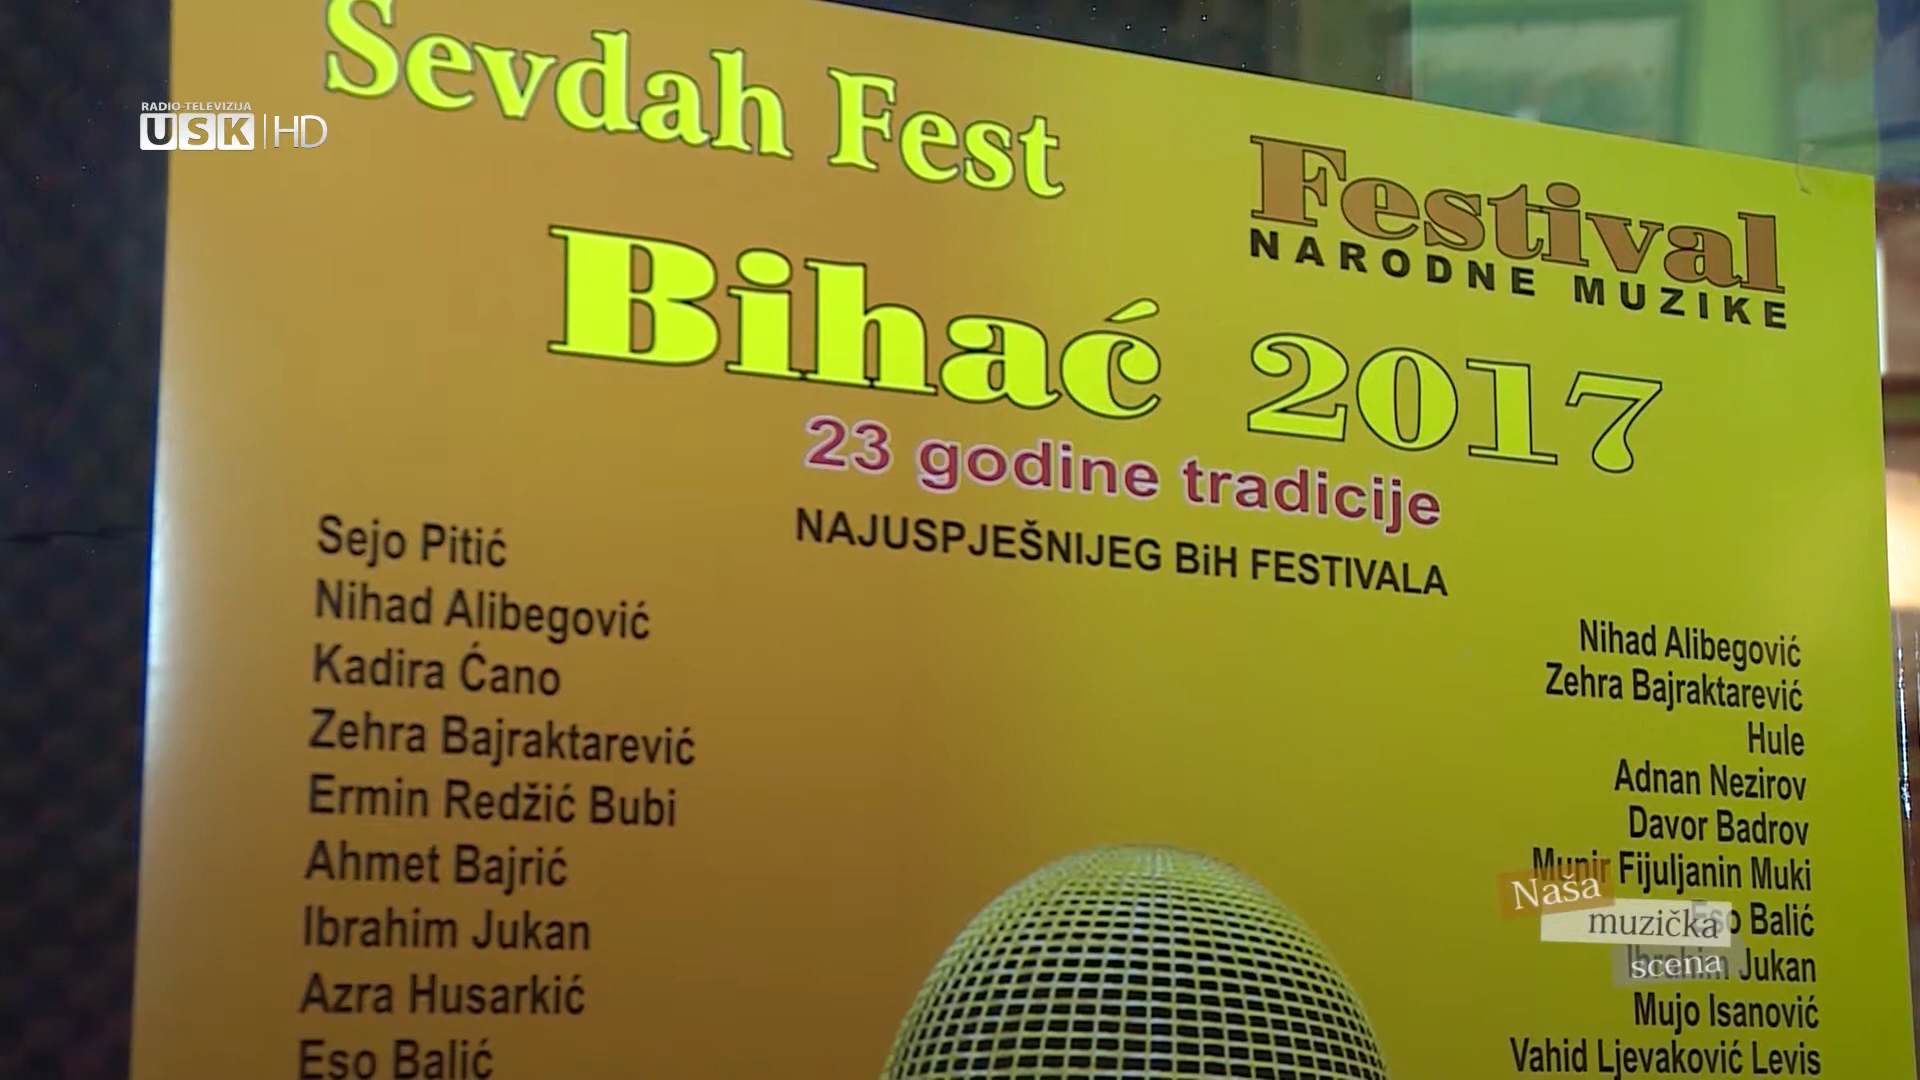 Sevdah Fest
RADIO-TELEVIZIJA
USK HD
Festival
NARODNE MUZIKE
Bihać 2017
23 godine tradicije
NAJUSPJEŠNIJEG BiH FESTIVALA
Sejo Pitić
Nihad Alibegović
Kadira Ćano
Zehra Bajraktarević
Ermin Redžić Bubi
Ahmet Bajrić
Ibrahim Jukan
Azra Husarkić
Eso Balić
Nihad Alibegović
Zehra Bajraktarević
Hule
Adnan Nezirov
Davor Badrov
Munir Fijuljanin Muki
Eso Balić
Ibrahim Jukan
Mujo Isanović
Vahid Ljevaković Levis
Naša
muzička
scena